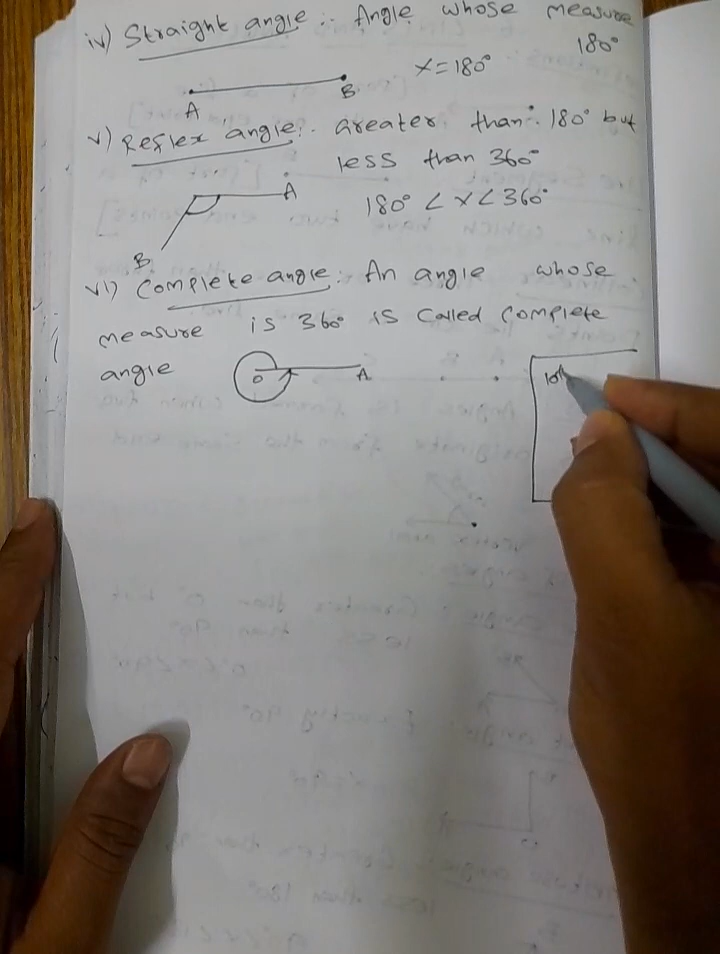 iv) Straight angle :- Angle whose measure
180°
x = 180°
A B
v) Reflex angle :- Greater than 180° but
less than 360°
A
180° < x < 360°
B
vi) Complete angle : An angle whose
measure is 360° is called complete
angle
O A